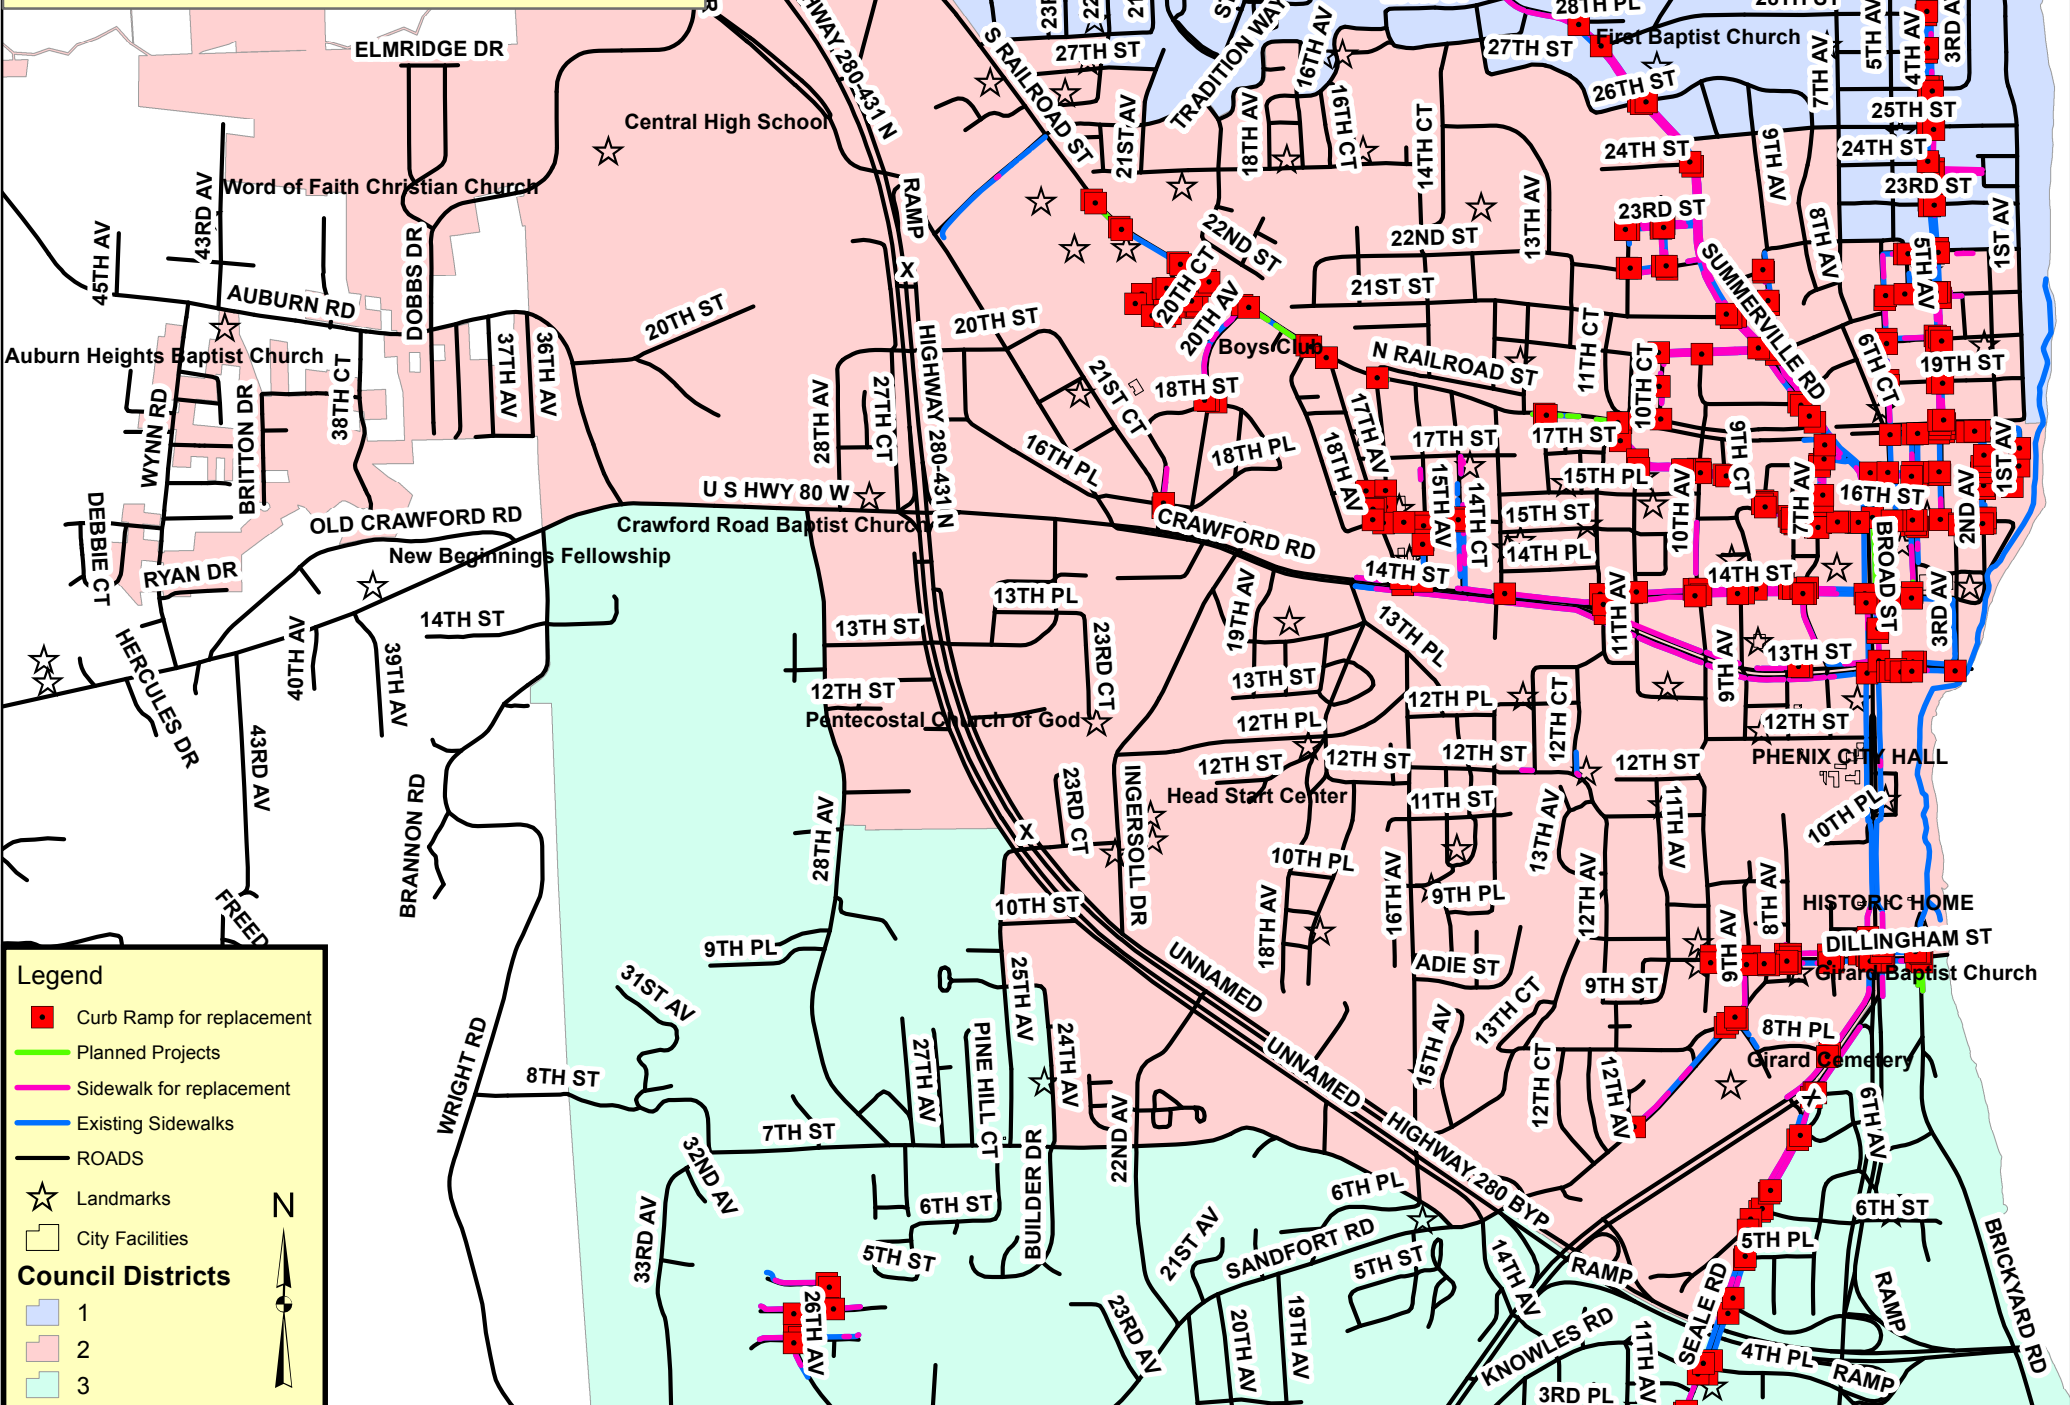 28TH PL
First Baptist Church
5TH AV
4TH AV
3RD AV
ELMRIDGE DR
S RAILROAD ST
27TH ST
TRADITION WAY
16TH AV
27TH ST
26TH ST
7TH AV
25TH ST
Central High School
HIGHWAY 280-431 N
21ST AV
18TH AV
16TH CT
14TH CT
24TH ST
9TH AV
24TH ST
23RD ST
Word of Faith Christian Church
43RD AV
45TH AV
DOBBS DR
RAMP
22ND ST
22ND ST
13TH AV
23RD ST
8TH AV
5TH AV
1ST AV
AUBURN RD
20TH ST
20TH ST
20TH CT
20TH AV
21ST ST
SUMMERVILLE RD
Auburn Heights Baptist Church
37TH AV
36TH AV
38TH CT
HIGHWAY 280-431 N
Boys Club
N RAILROAD ST
11TH CT
10TH CT
6TH CT
19TH ST
WYNN RD
BRITTON DR
28TH AV
27TH CT
21ST CT
18TH ST
17TH AV
18TH AV
17TH ST
17TH ST
9TH CT
1ST AV
16TH PL
18TH PL
15TH AV
14TH CT
15TH PL
10TH AV
7TH AV
16TH ST
2ND AV
U S HWY 80 W
DEBBIE CT
OLD CRAWFORD RD
Crawford Road Baptist Church
CRAWFORD RD
15TH ST
14TH PL
BROAD ST
New Beginnings Fellowship
RYAN DR
14TH ST
14TH ST
3RD AV
13TH PL
19TH AV
13TH PL
11TH AV
14TH ST
13TH ST
23RD CT
9TH AV
13TH ST
HERCULES DR
40TH AV
39TH AV
12TH ST
13TH ST
12TH PL
12TH CT
Pentecostal Church of God
12TH PL
12TH ST
43RD AV
PHENIX CITY HALL
12TH ST
12TH ST
12TH ST
12TH ST
BRANNON RD
28TH AV
23RD CT
INGERSOLL DR
Head Start Center
11TH ST
13TH AV
11TH AV
10TH PL
10TH PL
16TH AV
9TH PL
12TH AV
18TH AV
8TH AV
HISTORIC HOME
10TH ST
9TH PL
UNNAMED
ADIE ST
9TH AV
DILLINGHAM ST
Girard Baptist Church
31ST AV
25TH AV
13TH CT
9TH ST
8TH PL
Girard Cemetery
WRIGHT RD
8TH ST
27TH AV
PINE HILL CT
24TH AV
UNNAMED
15TH AV
12TH CT
12TH AV
6TH AV
7TH ST
32ND AV
22ND AV
HIGHWAY 280 BYP
33RD AV
6TH ST
BUILDER DR
6TH PL
6TH ST
5TH ST
21ST AV
SANDFORT RD
5TH ST
14TH AV
RAMP
5TH PL
BRICKYARD RD
26TH AV
23RD AV
20TH AV
19TH AV
KNOWLES RD
11TH AV
SEALE RD
RAMP
4TH PL
RAMP
3RD PL
X
X
X
Legend
Curb Ramp for replacement
Planned Projects
Sidewalk for replacement
Existing Sidewalks
ROADS
Landmarks
City Facilities
N
Council Districts
1
2
3